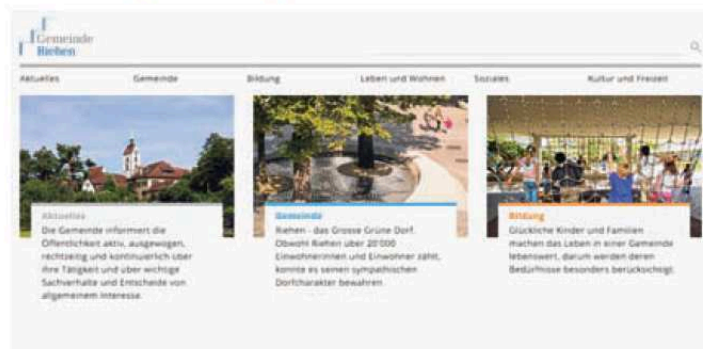 Gemeinde
Riehen
Aktuelles Gemeinde Bildung Leben und Wohnen Soziales Kultur und Freizeit
Aktuelles
Die Gemeinde informiert die
Öffentlichkeit aktiv, ausgewogen,
rechtzeitig und kontinuierlich über
ihre Tätigkeit und über wichtige
Sachverhalte und Entscheide von
allgemeinem Interesse.
Gemeinde
Riehen - das Grosse Grüne Dorf.
Obwohl Riehen über 20'000
Einwohnerinnen und Einwohner zählt,
konnte es seinen sympathischen
Dorfcharakter bewahren.
Bildung
Glückliche Kinder und Familien
machen das Leben in einer Gemeinde
lebenswert, darum werden deren
Bedürfnisse besonders berücksichtigt.